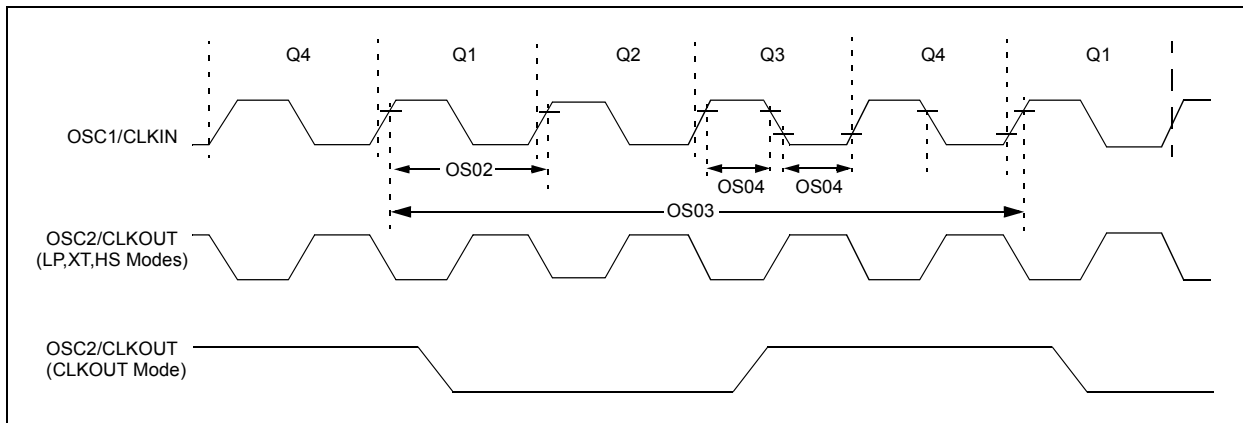 Q4 Q1 Q2 Q3 Q4 Q1
OSC1/CLKIN
OS02
OS04 OS04
OS03
OSC2/CLKOUT
(LP,XT,HS Modes)
OSC2/CLKOUT
(CLKOUT Mode)